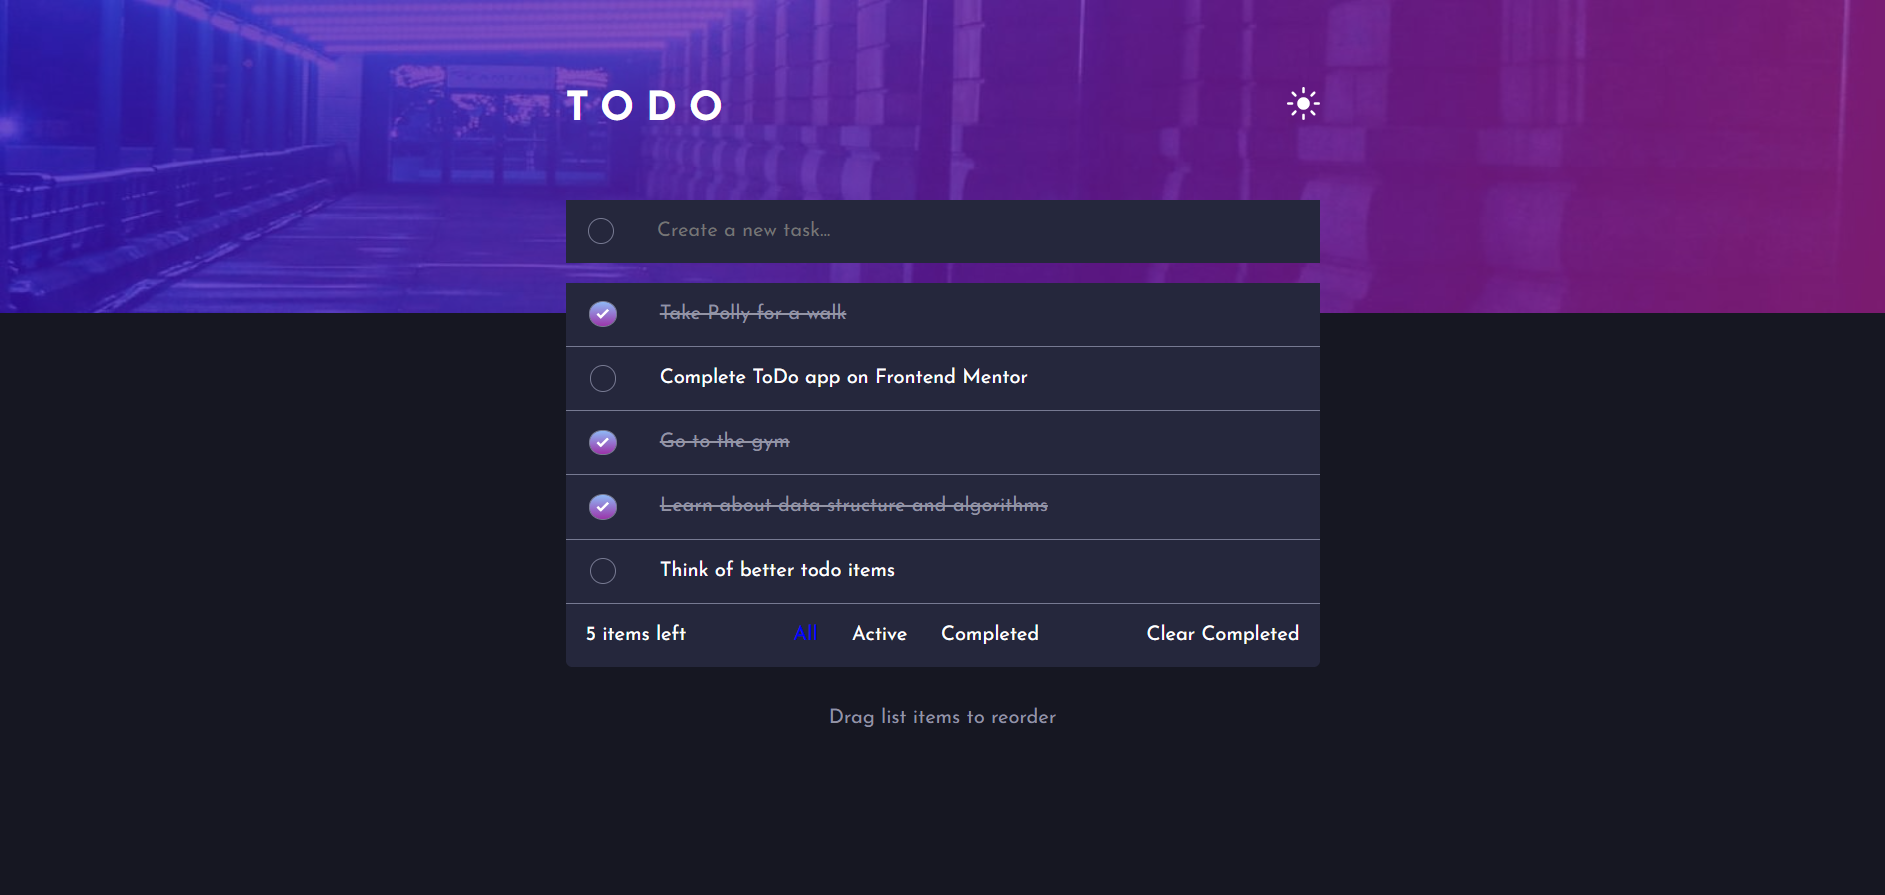 TODO
Create a new task...
Take Polly for a walk
Complete ToDo app on Frontend Mentor
Go to the gym
Learn about data structure and algorithms
Think of better todo items
5 items left All Active Completed Clear Completed
Drag list items to reorder